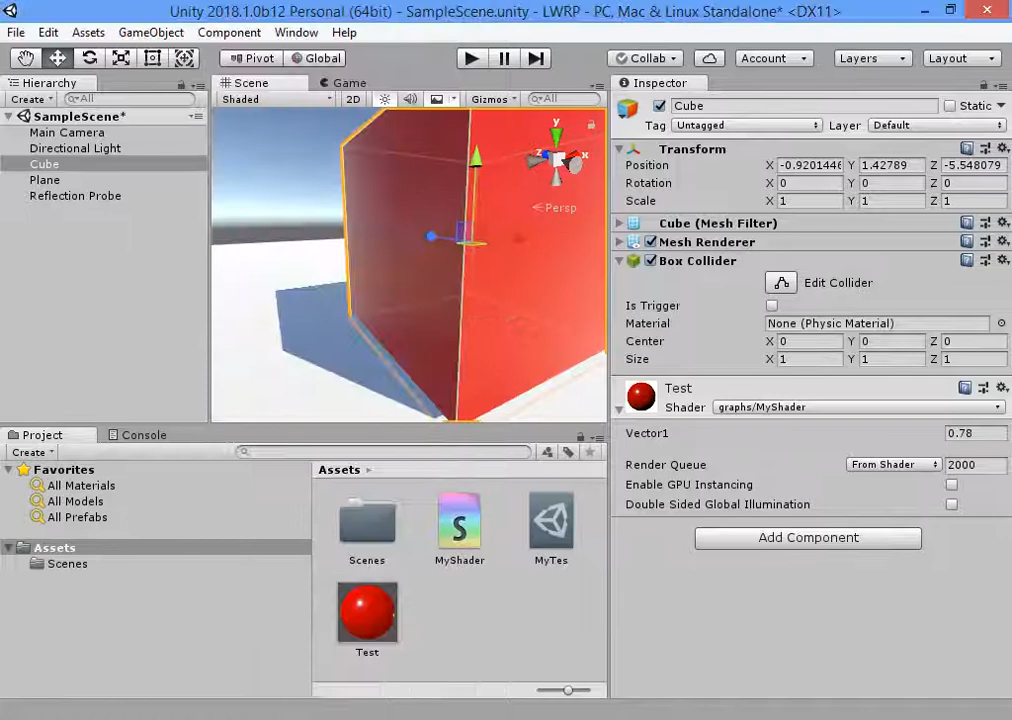 Unity 2018.1.0b12 Personal (64bit) - SampleScene.unity - LWRP - PC, Mac & Linux Standalone* <DX11>
File Edit Assets GameObject Component Window Help
Pivot Global Collab Account Layers Layout
Hierarchy
Create All
SampleScene*
Main Camera
Directional Light
Cube
Plane
Reflection Probe
Scene Game
Shaded 2D Gizmos All
y
z x
Persp
Inspector
Cube Static
Tag Untagged Layer Default
Transform
Position X -0.9201446 Y 1.42789 Z -5.548079
Rotation X 0 Y 0 Z 0
Scale X 1 Y 1 Z 1
Cube (Mesh Filter)
Mesh Renderer
Box Collider
Edit Collider
Is Trigger
Material None (Physic Material)
Center X 0 Y 0 Z 0
Size X 1 Y 1 Z 1
Test
Shader graphs/MyShader
Vector1 0.78
Render Queue From Shader 2000
Enable GPU Instancing
Double Sided Global Illumination
Add Component
Project Console
Create
Favorites
All Materials
All Models
All Prefabs
Assets
Scenes
Assets
Scenes
S
MyShader
MyTes
Test